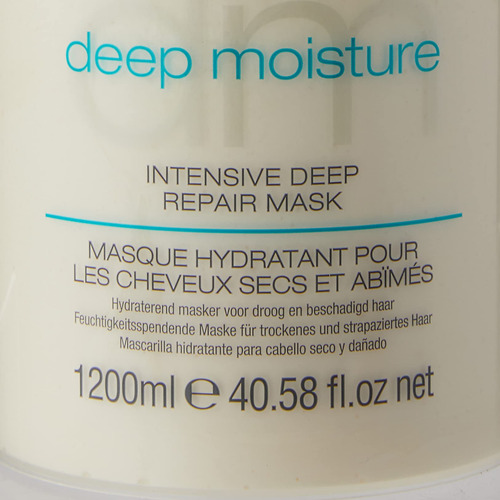 deep moisture
dm
INTENSIVE DEEP
REPAIR MASK
MASQUE HYDRATANT POUR
LES CHEVEUX SECS ET ABÏMÉS
Hydraterend masker voor droog en beschadigd haar
Feuchtigkeitsspendende Maske für trockenes und strapaziertes Haar
Mascarilla hidratante para cabello seco y dañado
1200ml ℮ 40.58 fl.oz net